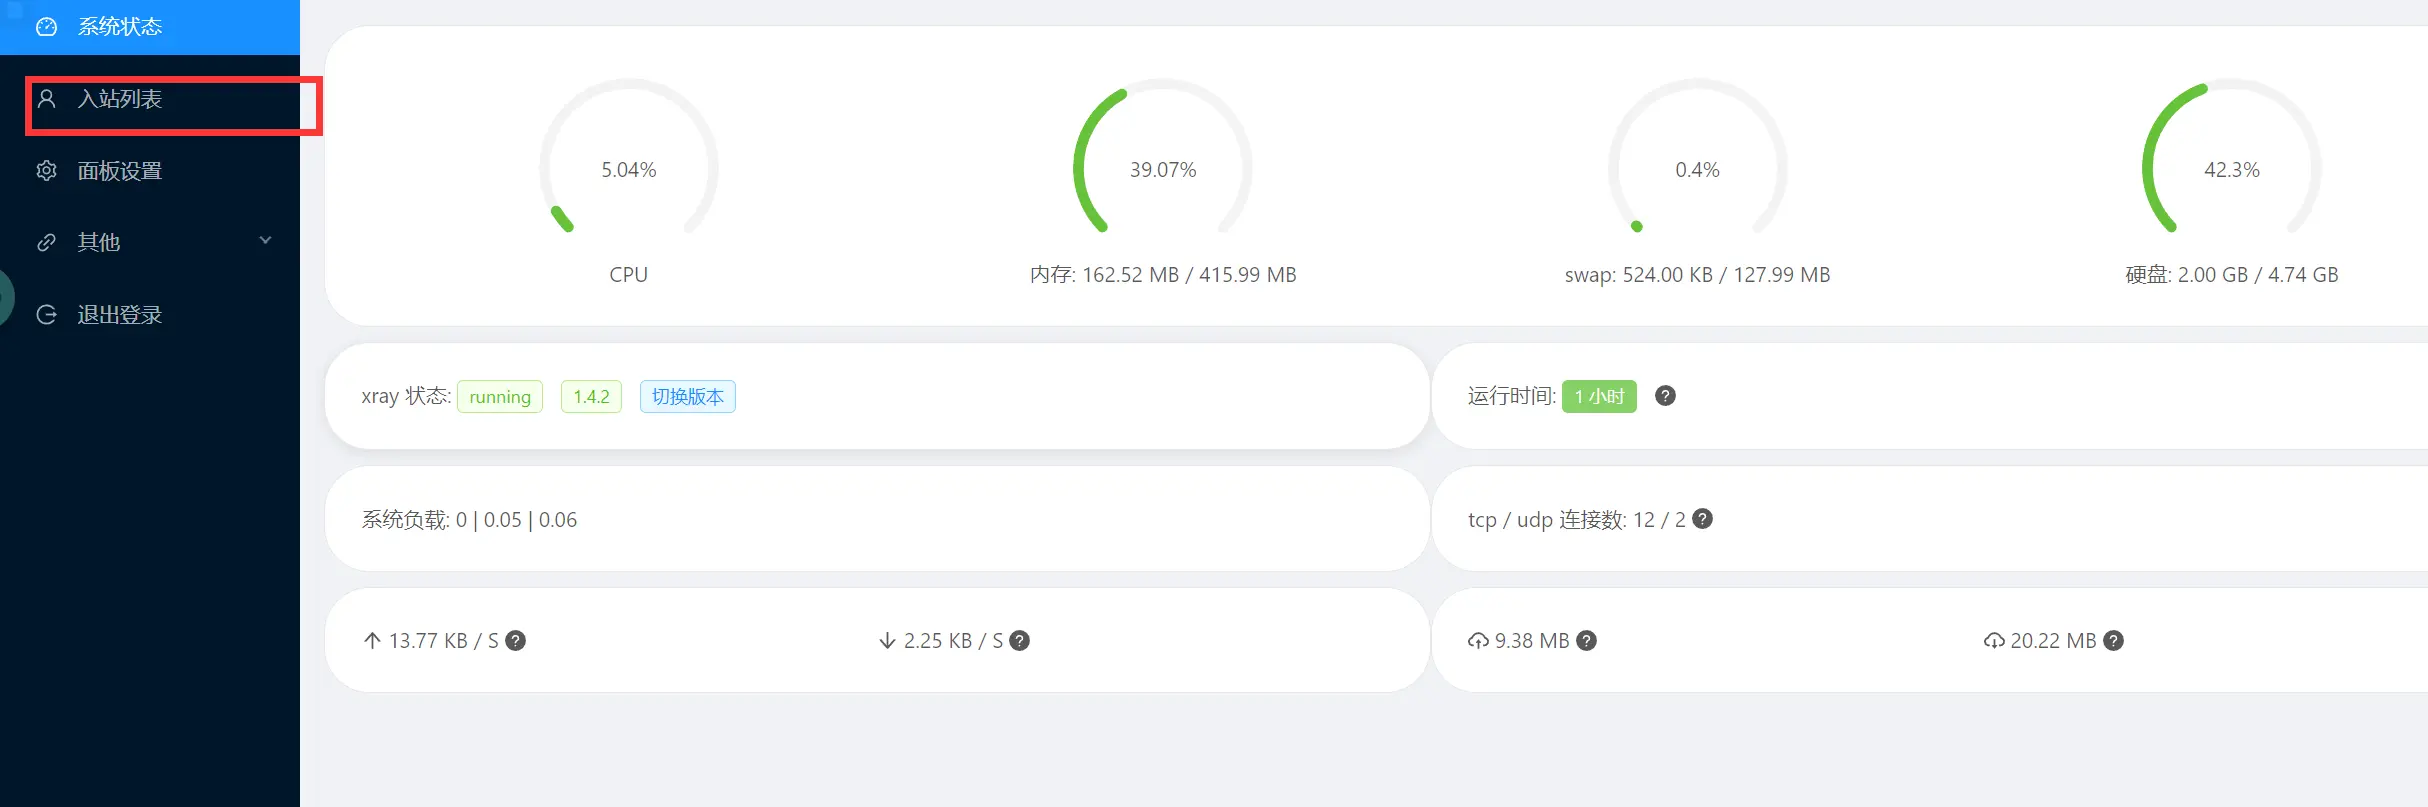 系统状态
入站列表
面板设置
其他
退出登录
5.04%
39.07%
0.4%
42.3%
CPU
内存: 162.52 MB / 415.99 MB
swap: 524.00 KB / 127.99 MB
硬盘: 2.00 GB / 4.74 GB
xray 状态: running 1.4.2 切换版本
运行时间: 1 小时 ?
系统负载: 0 | 0.05 | 0.06
tcp / udp 连接数: 12 / 2 ?
↑ 13.77 KB / S ?
↓ 2.25 KB / S ?
9.38 MB ?
20.22 MB ?